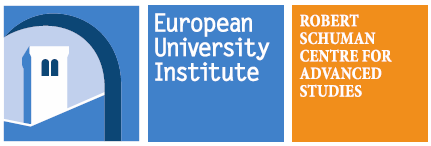 European
University
Institute
ROBERT
SCHUMAN
CENTRE FOR
ADVANCED
STUDIES